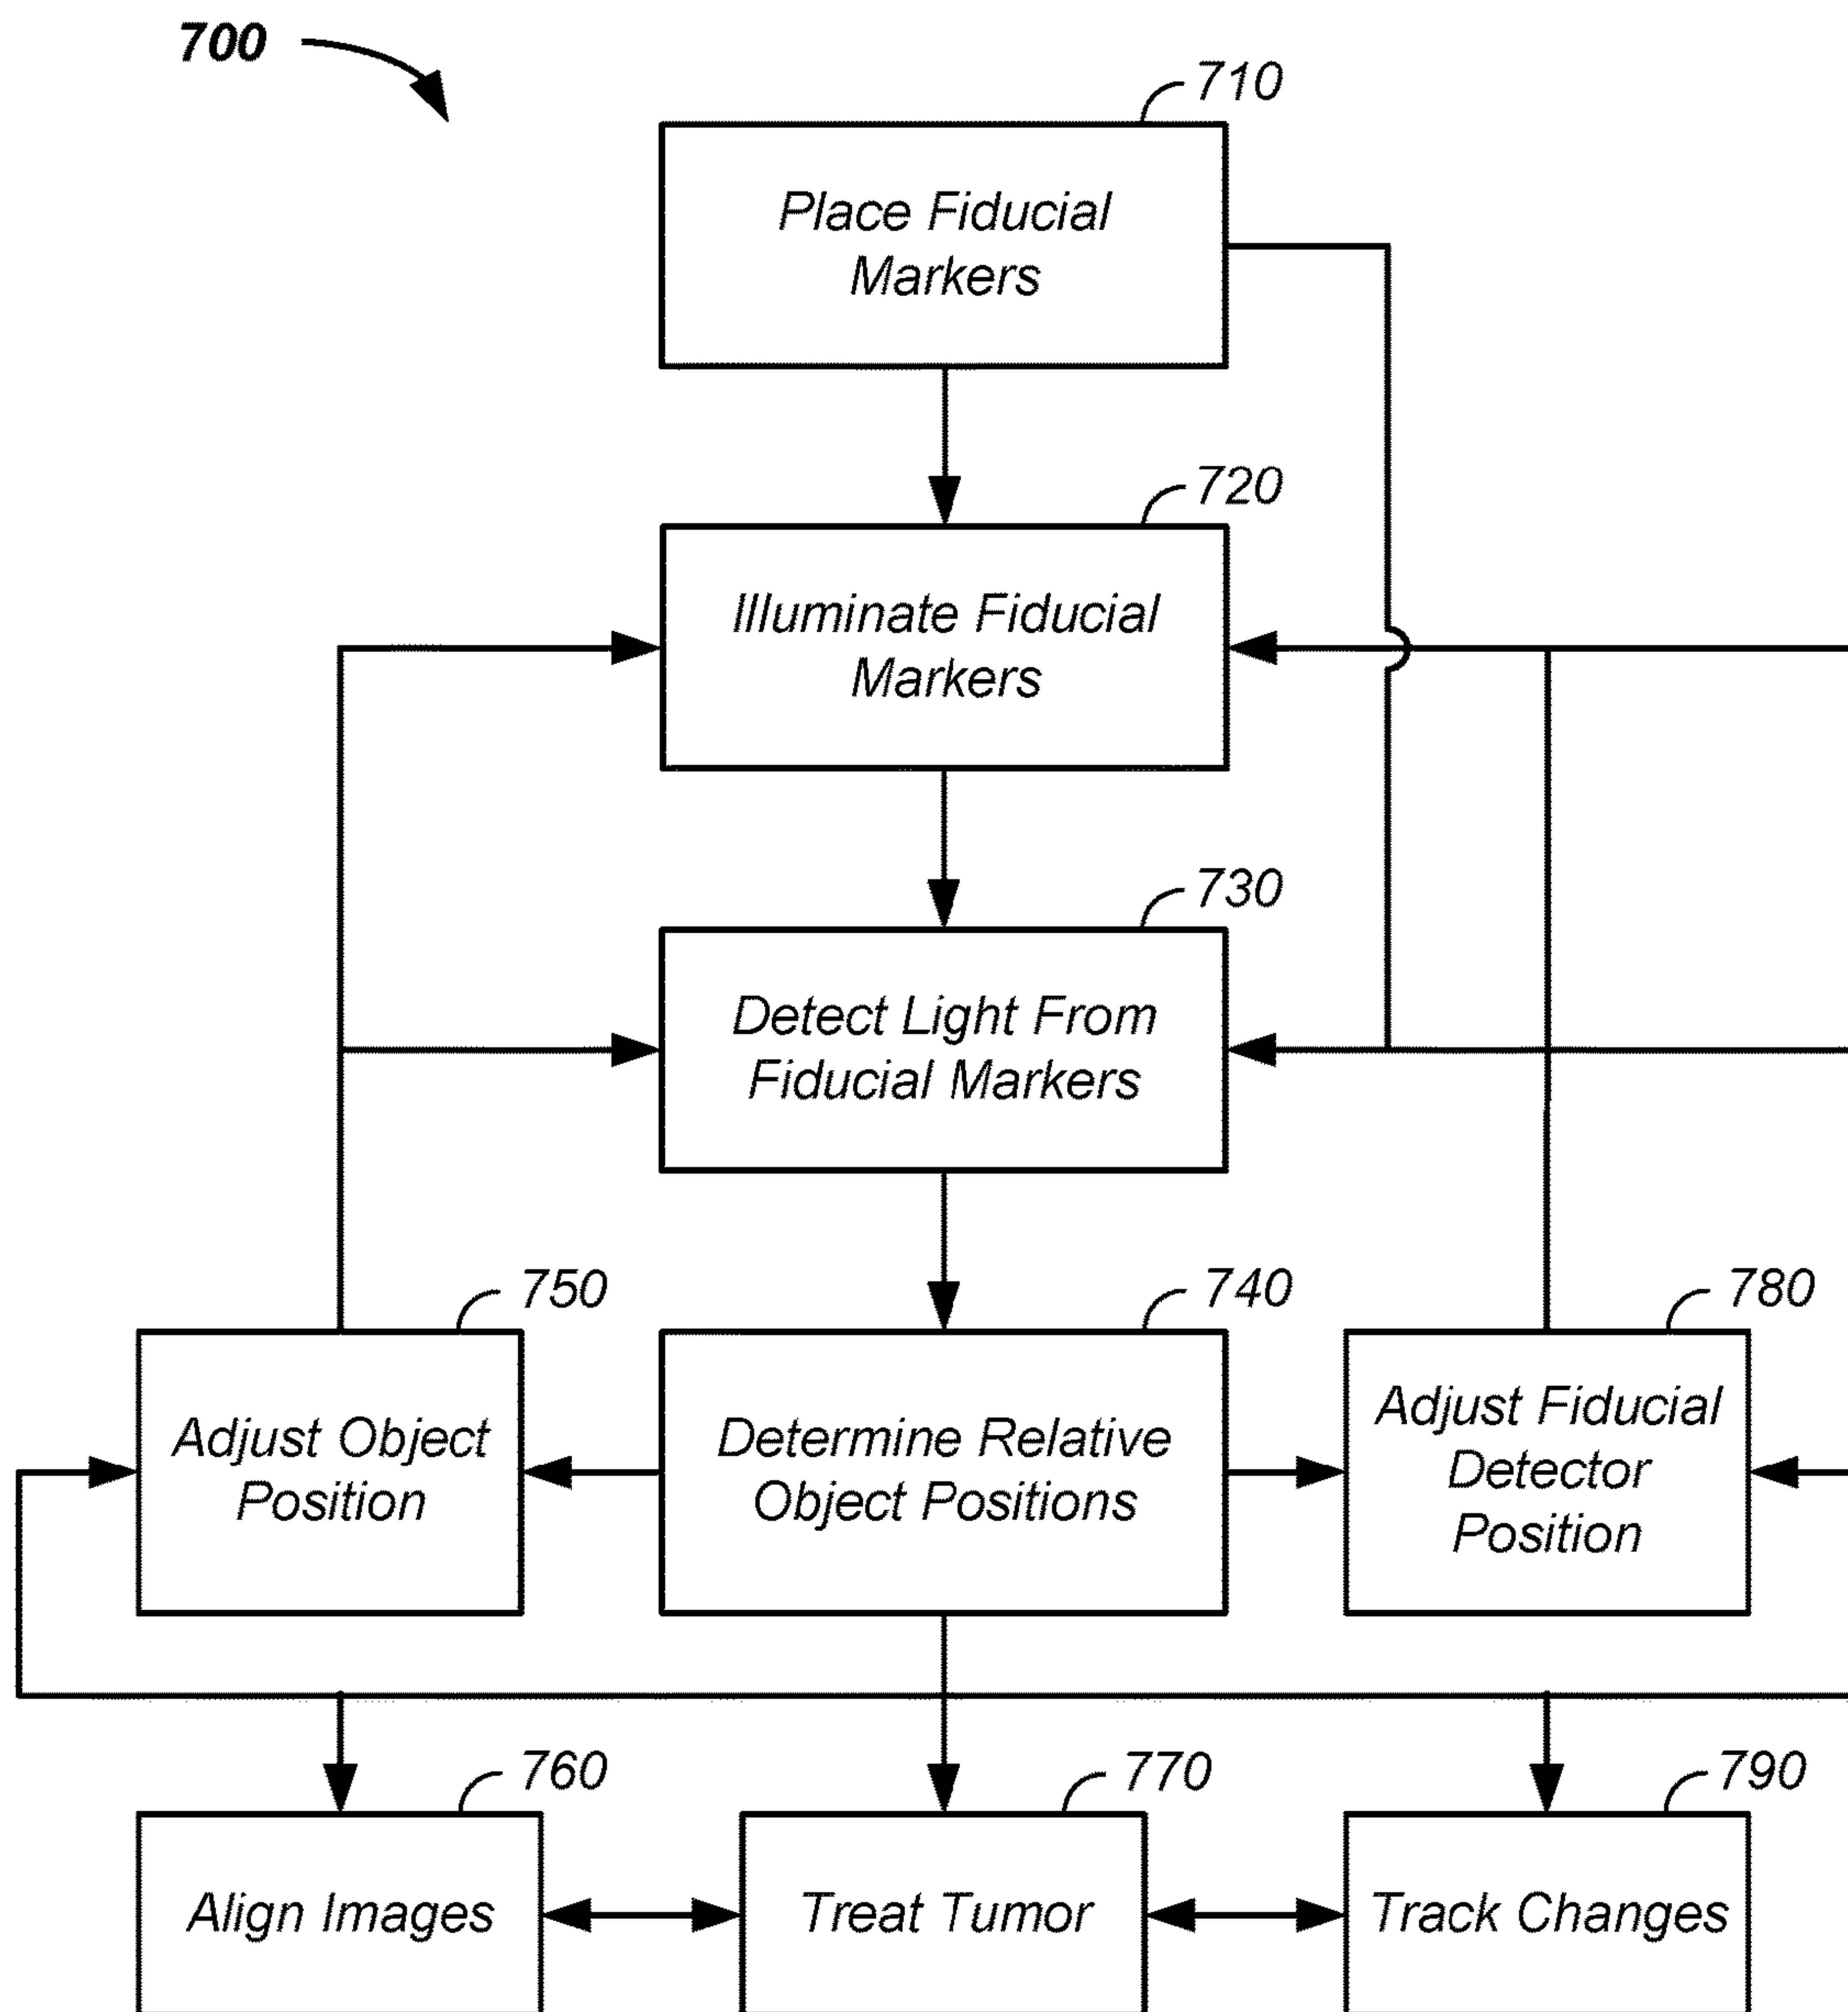 700
710
Place Fiducial
Markers
720
Illuminate Fiducial
Markers
730
Detect Light From
Fiducial Markers
750
740
780
Adjust Object
Position
Determine Relative
Object Positions
Adjust Fiducial
Detector
Position
760
770
790
Align Images
Treat Tumor
Track Changes